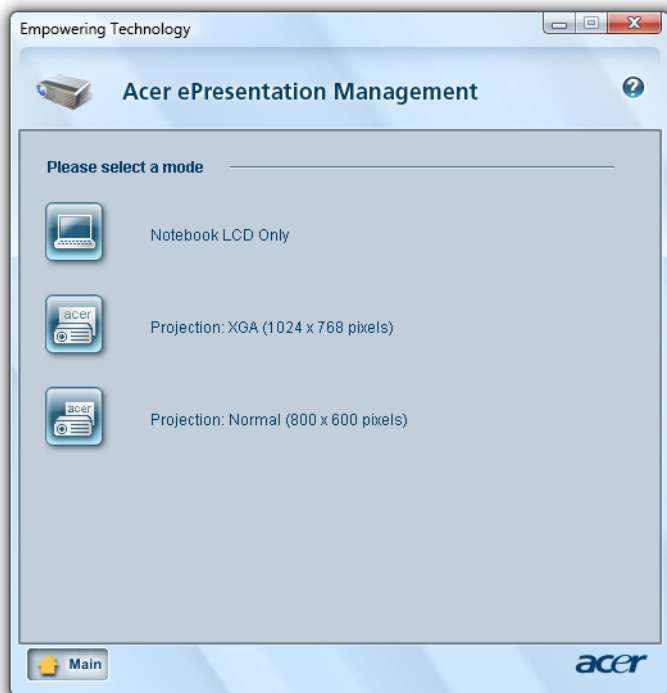 Empowering Technology
Acer ePresentation Management
?
Please select a mode
Notebook LCD Only
acer
Projection: XGA (1024 x 768 pixels)
acer
Projection: Normal (800 x 600 pixels)
Main
acer